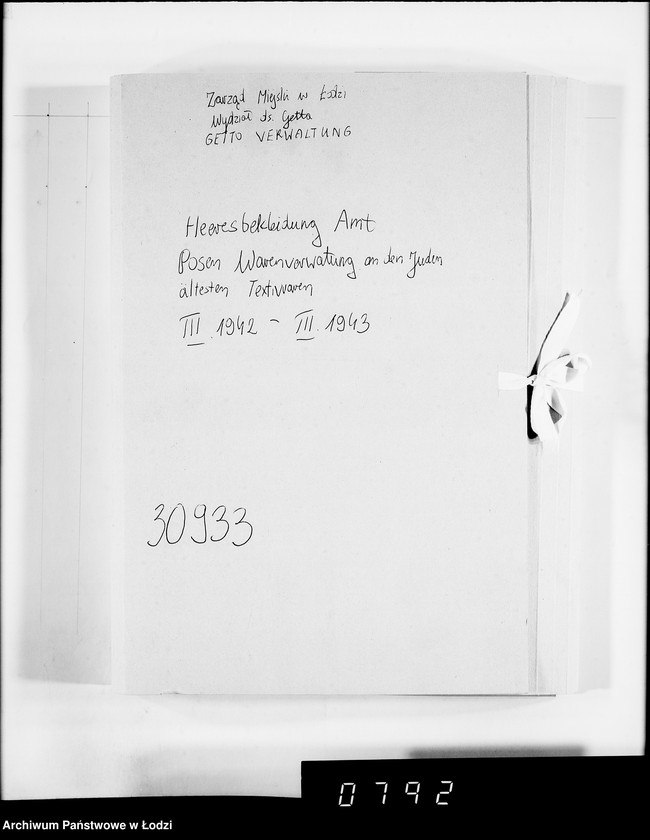 Zarząd Miejski w Łodzi
Wydział ds. Getta
GETTO VERWALTUNG
Heeresbekleidung Amt
Posen Warenverwaltung an den Juden
ältesten Textiwaren
III. 1942 - III. 1943
30933
0792
Archiwum Państwowe w Łodzi